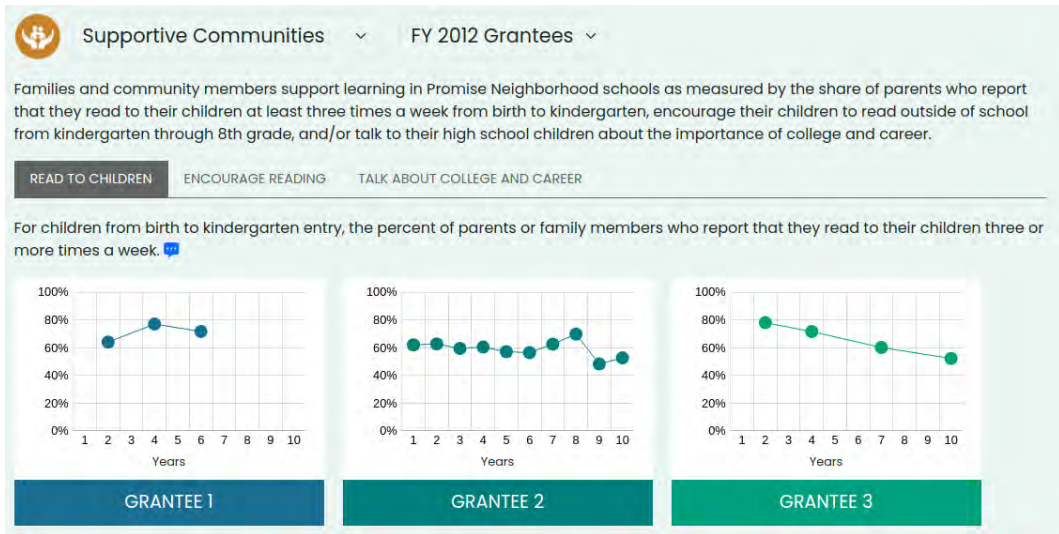 Supportive Communities
FY 2012 Grantees
Families and community members support learning in Promise Neighborhood schools as measured by the share of parents who report
that they read to their children at least three times a week from birth to kindergarten, encourage their children to read outside of school
from kindergarten through 8th grade, and/or talk to their high school children about the importance of college and career.
READ TO CHILDREN
ENCOURAGE READING
TALK ABOUT COLLEGE AND CAREER
For children from birth to kindergarten entry, the percent of parents or family members who report that they read to their children three or
more times a week.
100%
80%
60%
40%
20%
0%
1 2 3 4 5 6 7 8 9 10
Years
GRANTEE 1
100%
80%
60%
40%
20%
0%
1 2 3 4 5 6 7 8 9 10
Years
GRANTEE 2
100%
80%
60%
40%
20%
0%
1 2 3 4 5 6 7 8 9 10
Years
GRANTEE 3